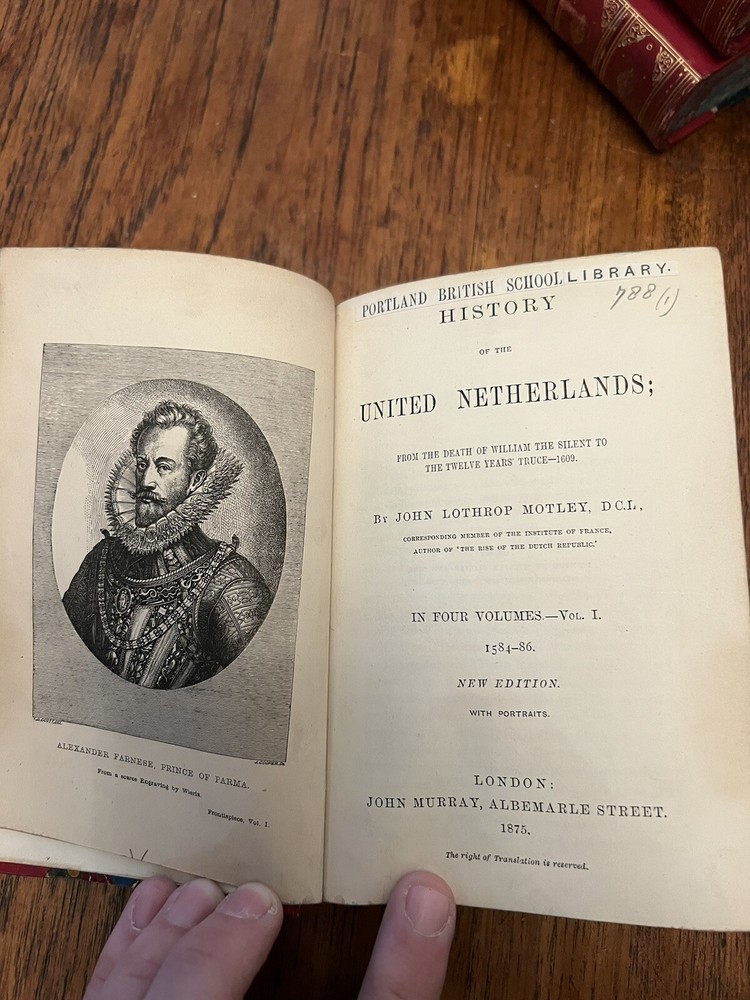 ALEXANDER FARNESE, PRINCE OF PARMA.
From a scarce Engraving by Wierts.
Frontispiece, Vol. I.
PORTLAND BRITISH SCHOOL LIBRARY.
788 (1)
HISTORY
OF THE
UNITED NETHERLANDS;
FROM THE DEATH OF WILLIAM THE SILENT TO
THE TWELVE YEARS' TRUCE—1609.
By JOHN LOTHROP MOTLEY, D.C.L,
CORRESPONDING MEMBER OF THE INSTITUTE OF FRANCE,
AUTHOR OF 'THE RISE OF THE DUTCH REPUBLIC.'
IN FOUR VOLUMES.—Vol. I.
1584–86.
NEW EDITION.
WITH PORTRAITS.
LONDON:
JOHN MURRAY, ALBEMARLE STREET.
1875.
The right of Translation is reserved.